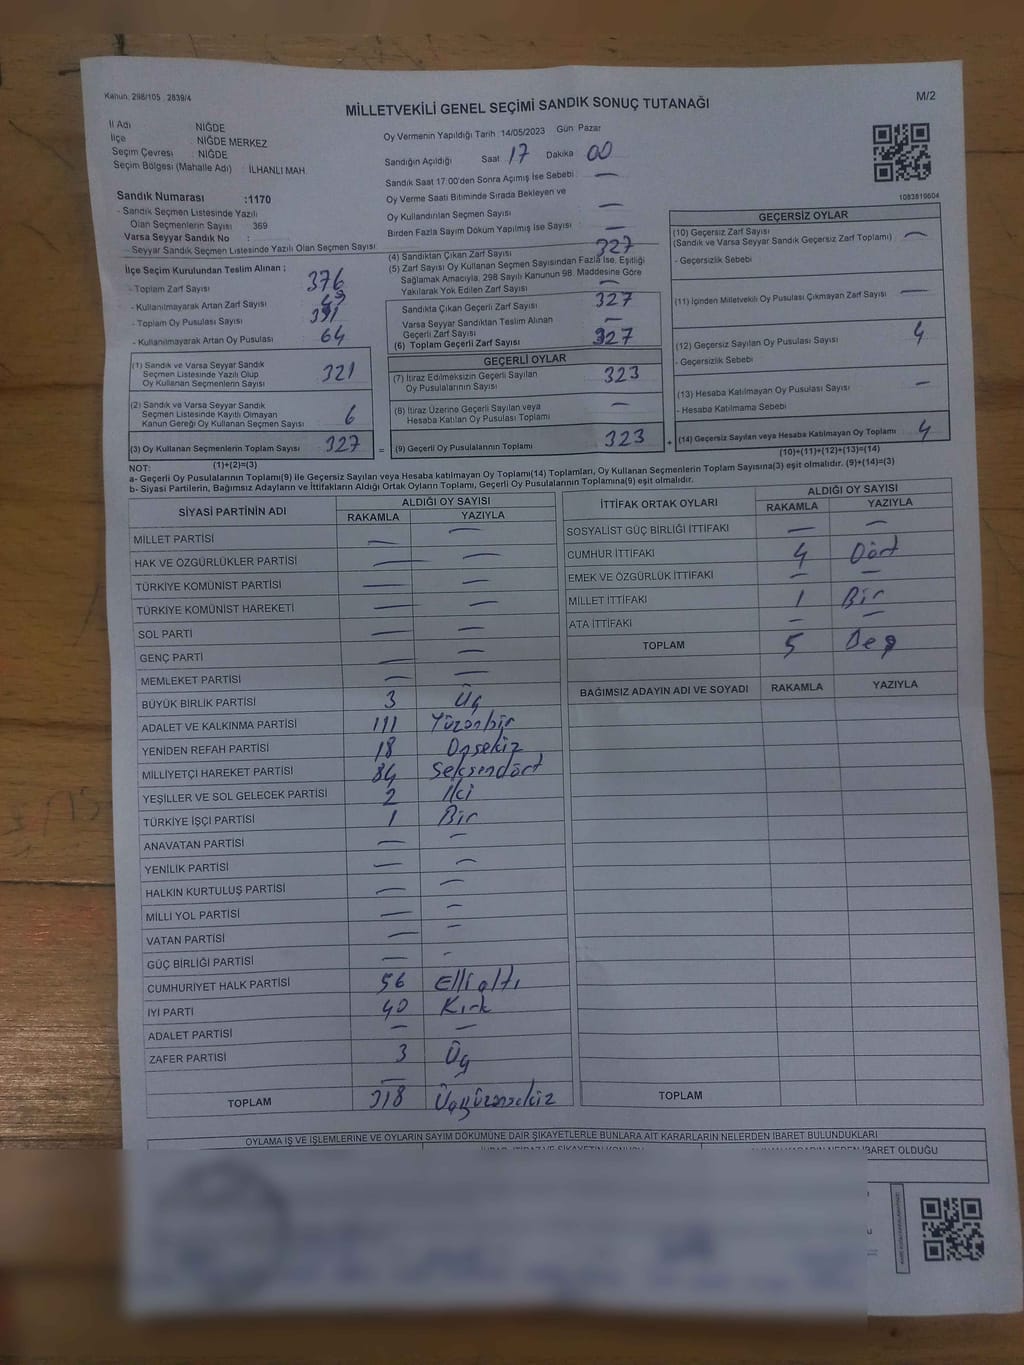 Kanun, 298/105 , 2839/4
M/2
MİLLETVEKİLİ GENEL SEÇİMİ SANDIK SONUÇ TUTANAĞI
İl Adı NİĞDE
İlçe NİĞDE MERKEZ
Seçim Çevresi : NİĞDE
Seçim Bölgesi (Mahalle Adı) : İLHANLI MAH.
Sandık Numarası :1170
- Sandık Seçmen Listesinde Yazılı
Olan Seçmenlerin Sayısı 369
Varsa Seyyar Sandık No :
- Seyyar Sandık Seçmen Listesinde Yazılı Olan Seçmen Sayısı
İlçe Seçim Kurulundan Teslim Alınan ;
- Toplam Zarf Sayısı 376
- Kullanılmayarak Artan Zarf Sayısı 49
- Toplam Oy Pusulası Sayısı 391
- Kullanılmayarak Artan Oy Pusulası 64
(1) Sandık ve Varsa Seyyar Sandık
Seçmen Listesinde Yazılı Olup
Oy Kullanan Seçmenlerin Sayısı 321
(2) Sandık ve Varsa Seyyar Sandık
Seçmen Listesinde Kayıtlı Olmayan
Kanun Gereği Oy Kullanan Seçmen Sayısı 6
(3) Oy Kullanan Seçmenlerin Toplam Sayısı 327 =
(1)+(2)=(3)
Oy Vermenin Yapıldığı Tarih : 14/05/2023 Gün Pazar
Sandığın Açıldığı Saat 17 Dakika 00
Sandık Saat 17:00'den Sonra Açımış İse Sebebi : —
Oy Verme Saati Bitiminde Sırada Bekleyen ve
Oy Kullandırılan Seçmen Sayısı —
Birden Fazla Sayım Döküm Yapılmış İse Sayısı —
(4) Sandıktan Çıkan Zarf Sayısı 327
(5) Zarf Sayısı Oy Kullanan Seçmen Sayısından Fazla İse, Eşitliği
Sağlamak Amacıyla, 298 Sayılı Kanunun 98. Maddesine Göre
Yakılarak Yok Edilen Zarf Sayısı —
Sandıkta Çıkan Geçerli Zarf Sayısı 327
Varsa Seyyar Sandıktan Teslim Alınan
Geçerli Zarf Sayısı —
(6) Toplam Geçerli Zarf Sayısı 327
GEÇERLİ OYLAR
(7) İtiraz Edilmeksizin Geçerli Sayılan
Oy Pusulalarının Sayısı 323
(8) İtiraz Üzerine Geçerli Sayılan veya
Hesaba Katılan Oy Pusulası Toplamı —
(9) Geçerli Oy Pusulalarının Toplamı 323 +
1083810604
GEÇERSİZ OYLAR
(10) Geçersiz Zarf Sayısı
(Sandık ve Varsa Seyyar Sandık Geçersiz Zarf Toplamı) —
- Geçersizlik Sebebi
(11) İçinden Milletvekili Oy Pusulası Çıkmayan Zarf Sayısı —
(12) Geçersiz Sayılan Oy Pusulası Sayısı 4
- Geçersizlik Sebebi
(13) Hesaba Katılmayan Oy Pusulası Sayısı —
- Hesaba Katılmama Sebebi
(14) Geçersiz Sayılan veya Hesaba Katılmayan Oy Toplamı 4
(10)+(11)+(12)+(13)=(14)
NOT:
a- Geçerli Oy Pusulalarının Toplamı(9) ile Geçersiz Sayılan veya Hesaba katılmayan Oy Toplamı(14) Toplamları, Oy Kullanan Seçmenlerin Toplam Sayısına(3) eşit olmalıdır. (9)+(14)=(3)
b- Siyasi Partilerin, Bağımsız Adayların ve İttifakların Aldığı Ortak Oyların Toplamı, Geçerli Oy Pusulalarının Toplamına(9) eşit olmalıdır.
SİYASİ PARTİNİN ADI ALDIĞI OY SAYISI
RAKAMLA YAZIYLA
MİLLET PARTİSİ — —
HAK VE ÖZGÜRLÜKLER PARTİSİ — —
TÜRKİYE KOMÜNİST PARTİSİ — —
TÜRKİYE KOMÜNİST HAREKETİ — —
SOL PARTİ — —
GENÇ PARTİ — —
MEMLEKET PARTİSİ — —
BÜYÜK BİRLİK PARTİSİ 3 Üç
ADALET VE KALKINMA PARTİSİ 111 Yüzonbir
YENİDEN REFAH PARTİSİ 18 Onsekiz
MİLLİYETÇİ HAREKET PARTİSİ 84 Seksendört
YEŞİLLER VE SOL GELECEK PARTİSİ 2 İki
TÜRKİYE İŞÇİ PARTİSİ 1 Bir
ANAVATAN PARTİSİ — —
YENİLİK PARTİSİ — —
HALKIN KURTULUŞ PARTİSİ — —
MİLLİ YOL PARTİSİ — —
VATAN PARTİSİ — —
GÜÇ BİRLİĞİ PARTİSİ — -
CUMHURİYET HALK PARTİSİ 56 Elli altı
İYİ PARTİ 40 Kırk
ADALET PARTİSİ — —
ZAFER PARTİSİ 3 Üç
TOPLAM 318 Üçyüzonsekiz
İTTİFAK ORTAK OYLARI ALDIĞI OY SAYISI
RAKAMLA YAZIYLA
SOSYALİST GÜÇ BİRLİĞİ İTTİFAKI — —
CUMHUR İTTİFAKI 4 Dört
EMEK VE ÖZGÜRLÜK İTTİFAKI — —
MİLLET İTTİFAKI 1 Bir
ATA İTTİFAKI — —
TOPLAM 5 Beş
BAĞIMSIZ ADAYIN ADI VE SOYADI RAKAMLA YAZIYLA
TOPLAM
OYLAMA İŞ VE İŞLEMLERİNE VE OYLARIN SAYIM DÖKÜMÜNE DAİR ŞİKAYETLERLE BUNLARA AİT KARARLARIN NELERDEN İBARET BULUNDUKLARI
İBARET OLDUĞU